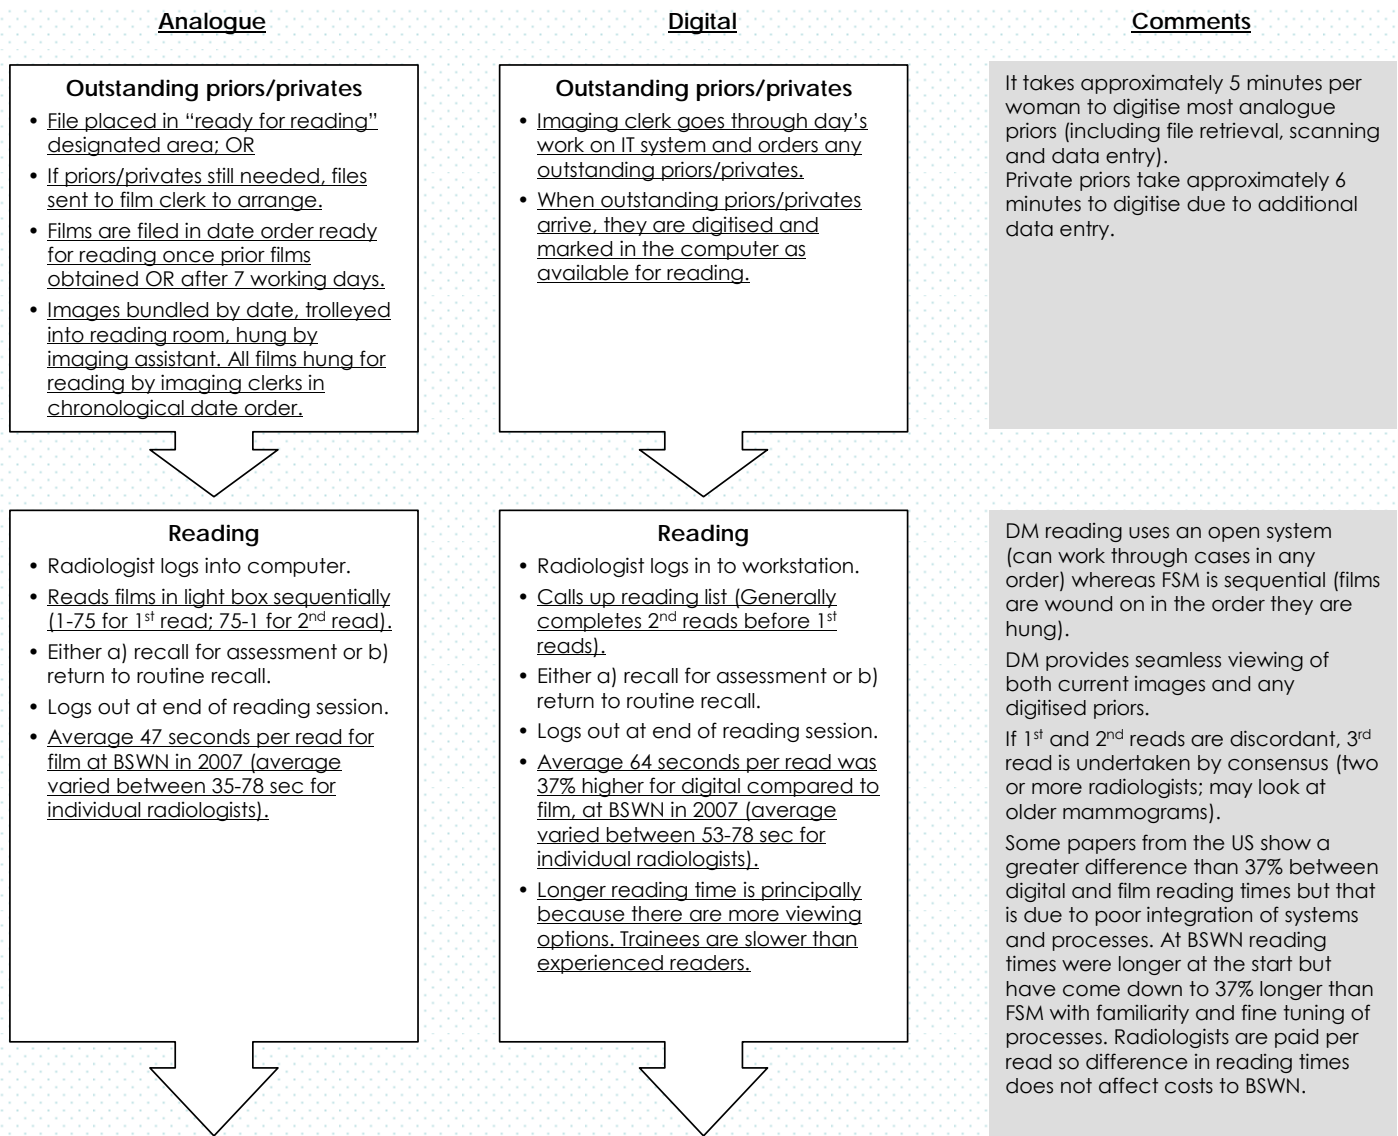 Analogue
Digital
Comments
Outstanding priors/privates
• File placed in “ready for reading”
designated area; OR
• If priors/privates still needed, files
sent to film clerk to arrange.
• Films are filed in date order ready
for reading once prior films
obtained OR after 7 working days.
• Images bundled by date, trolleyed
into reading room, hung by
imaging assistant. All films hung for
reading by imaging clerks in
chronological date order.
Outstanding priors/privates
• Imaging clerk goes through day’s
work on IT system and orders any
outstanding priors/privates.
• When outstanding priors/privates
arrive, they are digitised and
marked in the computer as
available for reading.
It takes approximately 5 minutes per
woman to digitise most analogue
priors (including file retrieval, scanning
and data entry).
Private priors take approximately 6
minutes to digitise due to additional
data entry.
Reading
• Radiologist logs into computer.
• Reads films in light box sequentially
(1-75 for 1st read; 75-1 for 2nd read).
• Either a) recall for assessment or b)
return to routine recall.
• Logs out at end of reading session.
• Average 47 seconds per read for
film at BSWN in 2007 (average
varied between 35-78 sec for
individual radiologists).
Reading
• Radiologist logs in to workstation.
• Calls up reading list (Generally
completes 2nd reads before 1st
reads).
• Either a) recall for assessment or b)
return to routine recall.
• Logs out at end of reading session.
• Average 64 seconds per read was
37% higher for digital compared to
film, at BSWN in 2007 (average
varied between 53-78 sec for
individual radiologists).
• Longer reading time is principally
because there are more viewing
options. Trainees are slower than
experienced readers.
DM reading uses an open system
(can work through cases in any
order) whereas FSM is sequential (films
are wound on in the order they are
hung).
DM provides seamless viewing of
both current images and any
digitised priors.
If 1st and 2nd reads are discordant, 3rd
read is undertaken by consensus (two
or more radiologists; may look at
older mammograms).
Some papers from the US show a
greater difference than 37% between
digital and film reading times but that
is due to poor integration of systems
and processes. At BSWN reading
times were longer at the start but
have come down to 37% longer than
FSM with familiarity and fine tuning of
processes. Radiologists are paid per
read so difference in reading times
does not affect costs to BSWN.